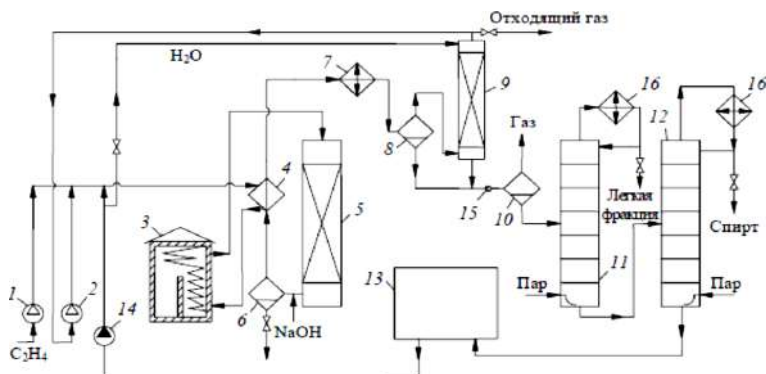 Отходящий газ
H₂O
7
9
16
12
16
8
Газ
3
4
5
15
10
Легкая
фракция
Спирт
1
2
14
6
NaOH
13
Пар
11
Пар
C₂H₄